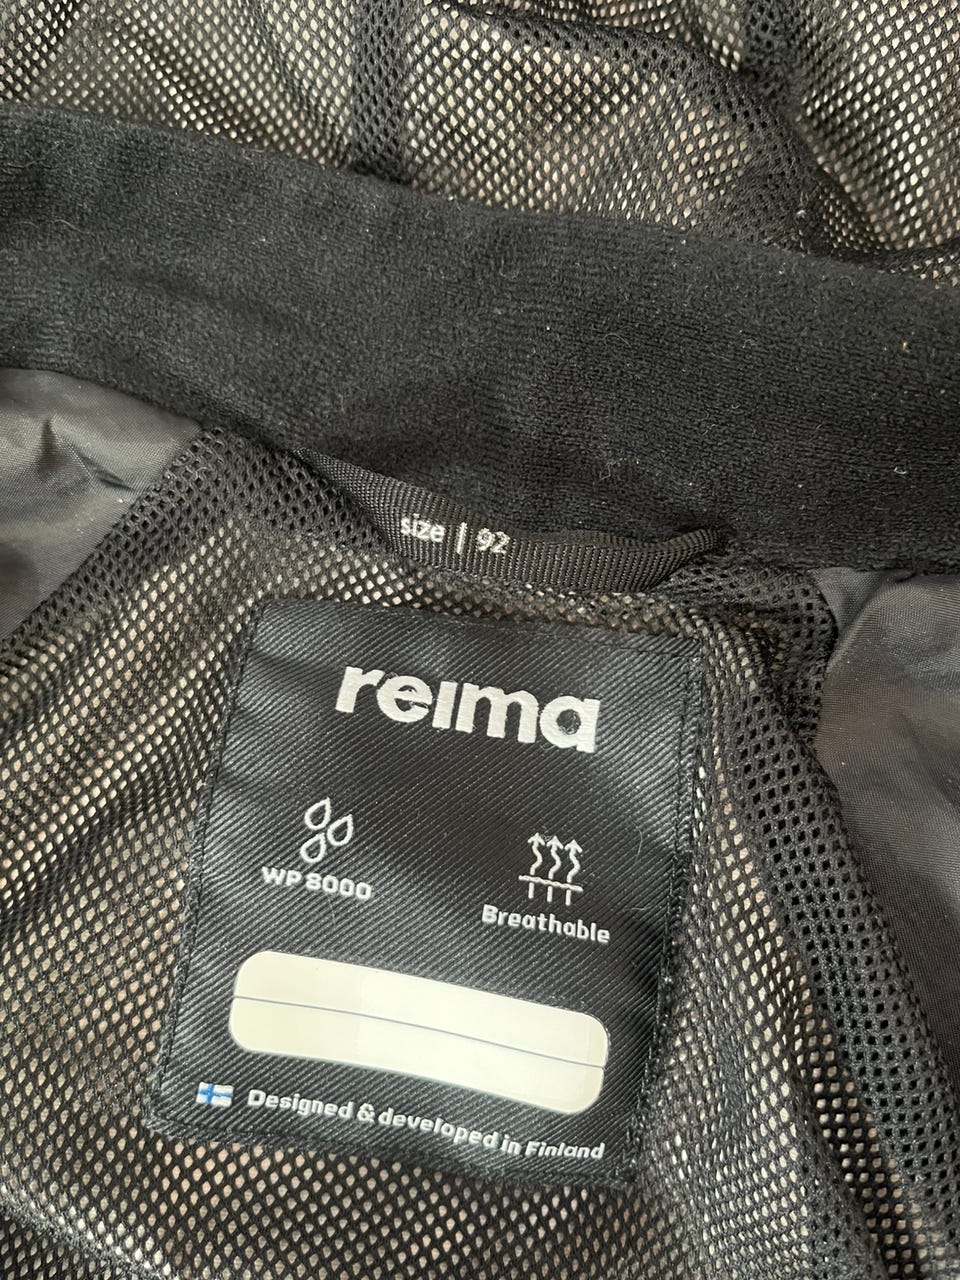 size | 92
reima
WP 8000
Breathable
Designed & developed in Finland